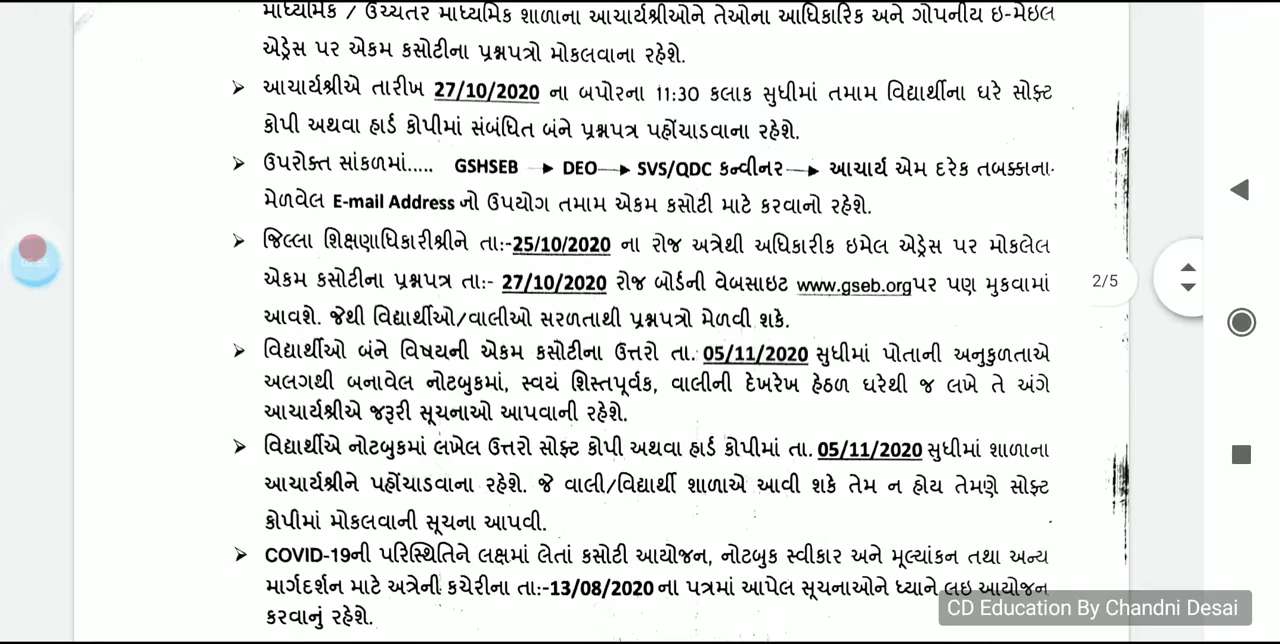 માધ્યમિક / ઉચ્ચતર માધ્યમિક શાળાના આચાર્યશ્રીઓને તેઓના આધિકારિક અને ગોપનીય ઇ-મેઇલ
એડ્રેસ પર એકમ કસોટીના પ્રશ્નપત્રો મોકલવાના રહેશે.
➢ આચાર્યશ્રીએ તારીખ 27/10/2020 ના બપોરના 11:30 કલાક સુધીમાં તમામ વિદ્યાર્થીના ઘરે સોફ્ટ
કોપી અથવા હાર્ડ કોપીમાં સંબંધિત બંને પ્રશ્નપત્ર પહોંચાડવાના રહેશે.
➢ ઉપરોક્ત સાંકળમાં..... GSHSEB → DEO → SVS/QDC કન્વીનર → આચાર્ય એમ દરેક તબક્કાના
મેળવેલ E-mail Address નો ઉપયોગ તમામ એકમ કસોટી માટે કરવાનો રહેશે.
➢ જિલ્લા શિક્ષણાધિકારીશ્રીને તા:-25/10/2020 ના રોજ અત્રેથી અધિકારીક ઇમેલ એડ્રેસ પર મોકલેલ
એકમ કસોટીના પ્રશ્નપત્ર તા:- 27/10/2020 રોજ બોર્ડની વેબસાઇટ www.gseb.orgપર પણ મુકવામાં
આવશે. જેથી વિદ્યાર્થીઓ/વાલીઓ સરળતાથી પ્રશ્નપત્રો મેળવી શકે.
➢ વિદ્યાર્થીઓ બંને વિષયની એકમ કસોટીના ઉત્તરો તા. 05/11/2020 સુધીમાં પોતાની અનુકુળતાએ
અલગથી બનાવેલ નોટબુકમાં, સ્વયં શિસ્તપૂર્વક, વાલીની દેખરેખ હેઠળ ઘરેથી જ લખે તે અંગે
આચાર્યશ્રીએ જરૂરી સૂચનાઓ આપવાની રહેશે.
➢ વિદ્યાર્થીએ નોટબુકમાં લખેલ ઉત્તરો સોફ્ટ કોપી અથવા હાર્ડ કોપીમાં તા. 05/11/2020 સુધીમાં શાળાના
આચાર્યશ્રીને પહોંચાડવાના રહેશે. જે વાલી/વિદ્યાર્થી શાળાએ આવી શકે તેમ ન હોય તેમણે સોફ્ટ
કોપીમાં મોકલવાની સૂચના આપવી.
➢ COVID-19ની પરિસ્થિતિને લક્ષમાં લેતાં કસોટી આયોજન, નોટબુક સ્વીકાર અને મૂલ્યાંકન તથા અન્ય
માર્ગદર્શન માટે અત્રેની કચેરીના તા:-13/08/2020 ના પત્રમાં આપેલ સૂચનાઓને ધ્યાને લઇ આયોજન
કરવાનું રહેશે.
2/5
CD Education By Chandni Desai